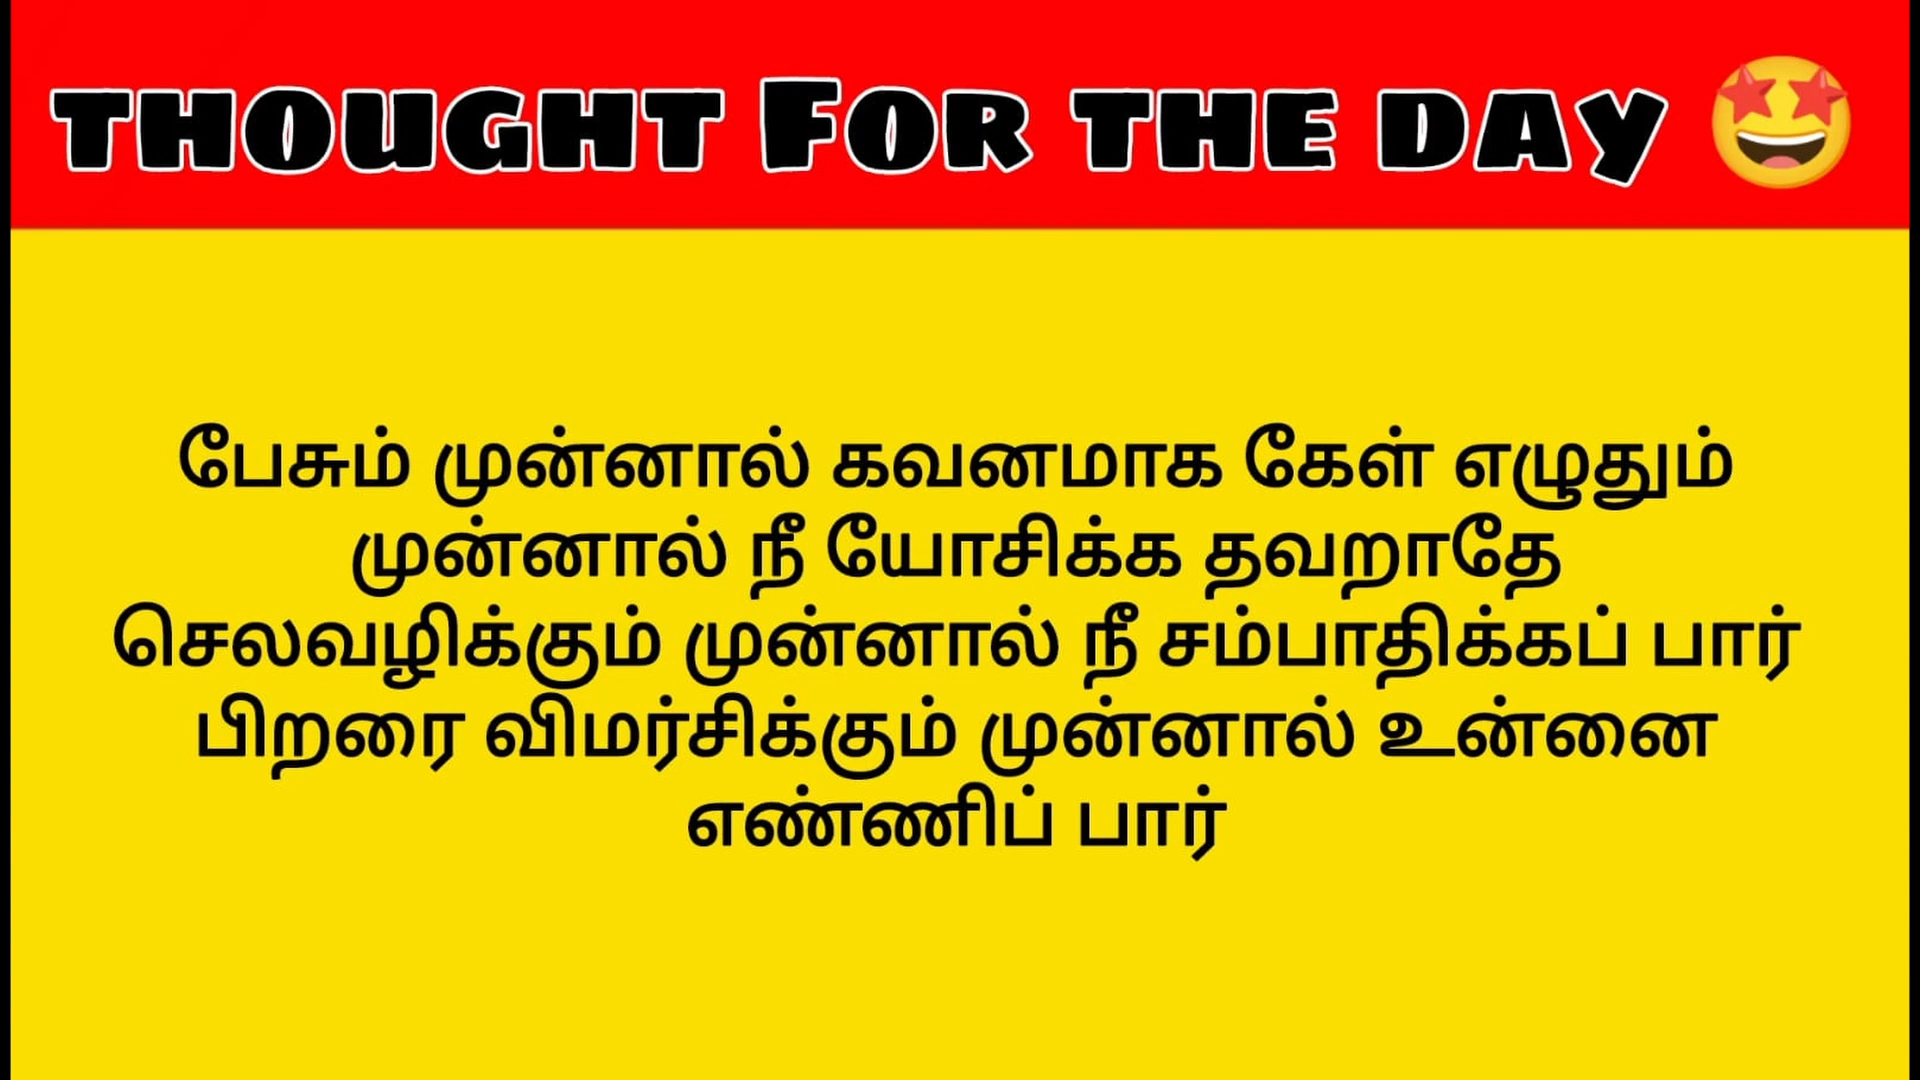 THOUGHT FOR THE DAY 🤩
பேசும் முன்னால் கவனமாக கேள் எழுதும்
முன்னால் நீ யோசிக்க தவறாதே
செலவழிக்கும் முன்னால் நீ சம்பாதிக்கப் பார்
பிறரை விமர்சிக்கும் முன்னால் உன்னை
எண்ணிப் பார்